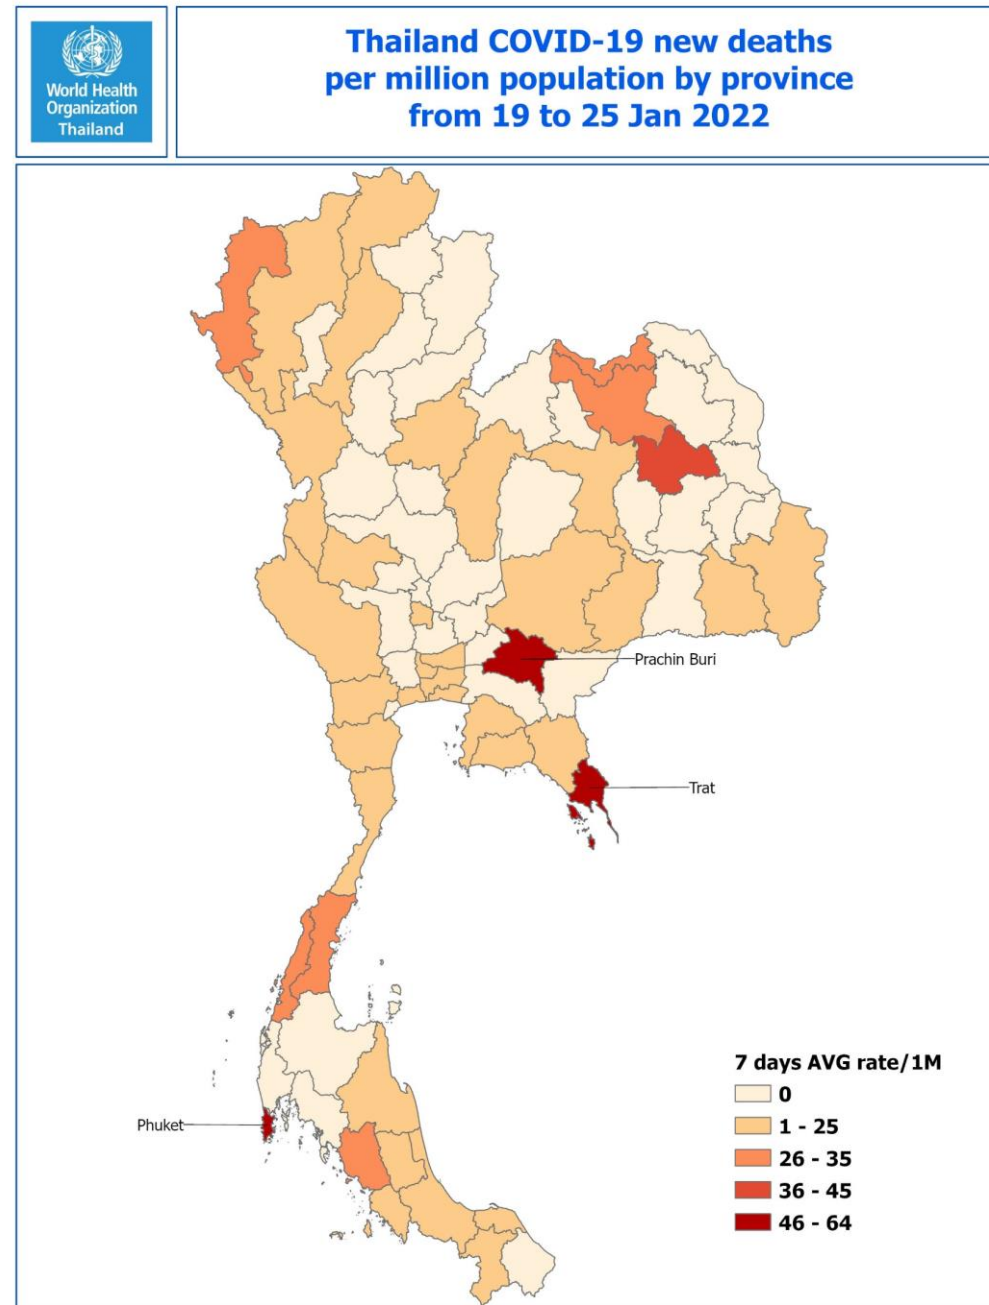 World Health
Organization
Thailand
Thailand COVID-19 new deaths
per million population by province
from 19 to 25 Jan 2022
Prachin Buri
Trat
Phuket
7 days AVG rate/1M
0
1 - 25
26 - 35
36 - 45
46 - 64